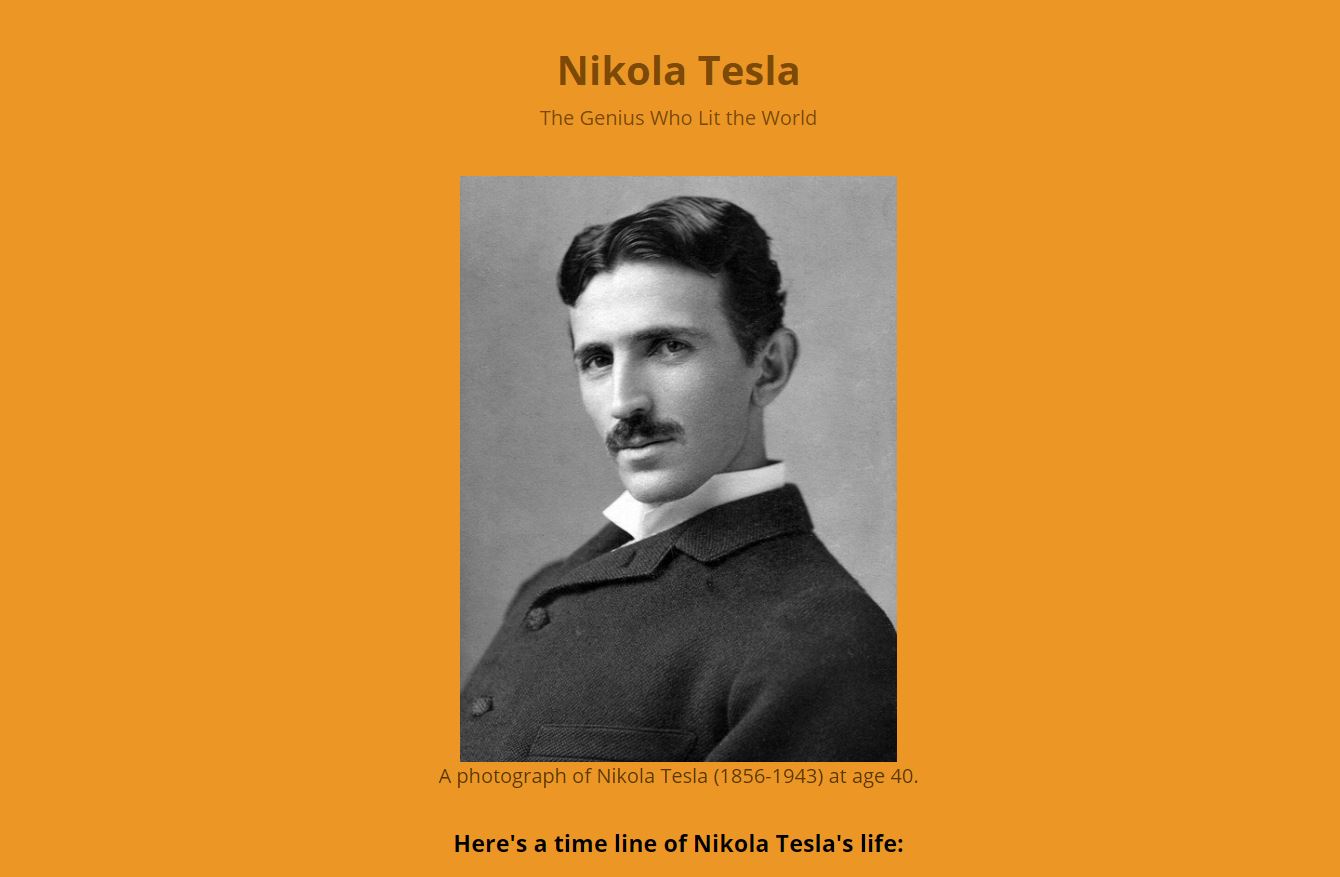 Nikola Tesla
The Genius Who Lit the World
A photograph of Nikola Tesla (1856-1943) at age 40.
Here's a time line of Nikola Tesla's life: